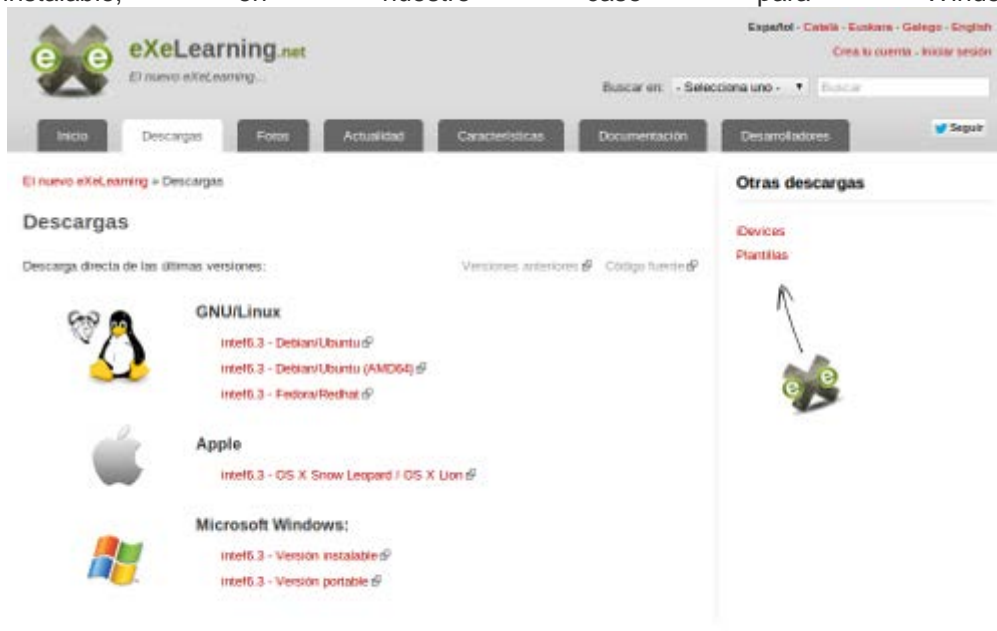 instalable, en nuestro caso para Windo
Español - Català - Euskara - Galego - English
Crea tu cuenta - Iniciar sesión
eXeLearning.net
El nuevo eXeLearning...
Buscar en: - Selecciona uno - Buscar
Inicio Descargas Foros Actualidad Características Documentación Desarrolladores Seguir
El nuevo eXeLearning » Descargas
Descargas
Descarga directa de las últimas versiones: Versiones anteriores Código fuente
GNU/Linux
intef6.3 - Debian/Ubuntu
intef6.3 - Debian/Ubuntu (AMD64)
intef6.3 - Fedora/Redhat
Apple
intef6.3 - OS X Snow Leopard / OS X Lion
Microsoft Windows:
intef6.3 - Versión instalable
intef6.3 - Versión portable
Otras descargas
iDevices
Plantillas